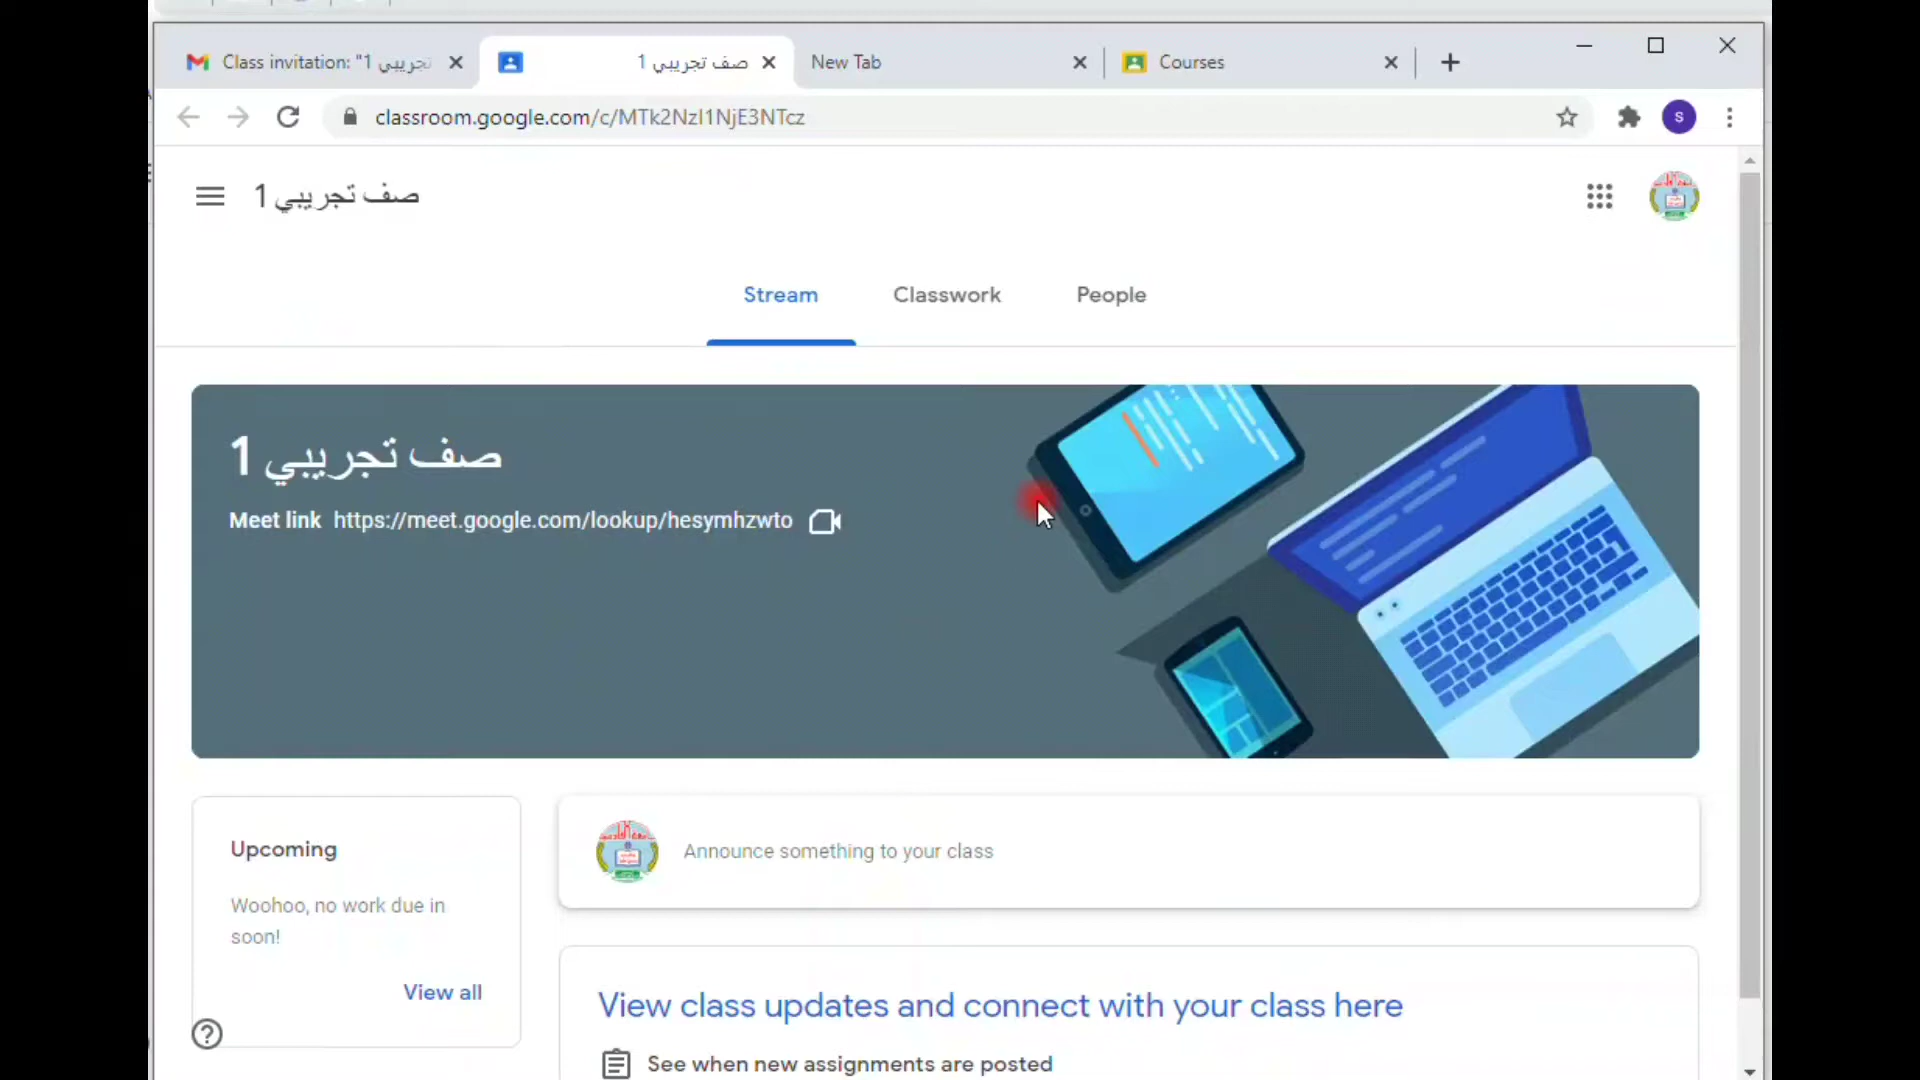 Class invitation: "1 تجريبي
صف تجريبي 1
New Tab
Courses
classroom.google.com/c/MTk2NzI1NjE3NTcz
S
صف تجريبي 1
Stream
Classwork
People
صف تجريبي 1
Meet link https://meet.google.com/lookup/hesymhzwto
Upcoming
Woohoo, no work due in
soon!
View all
Announce something to your class
View class updates and connect with your class here
See when new assignments are posted